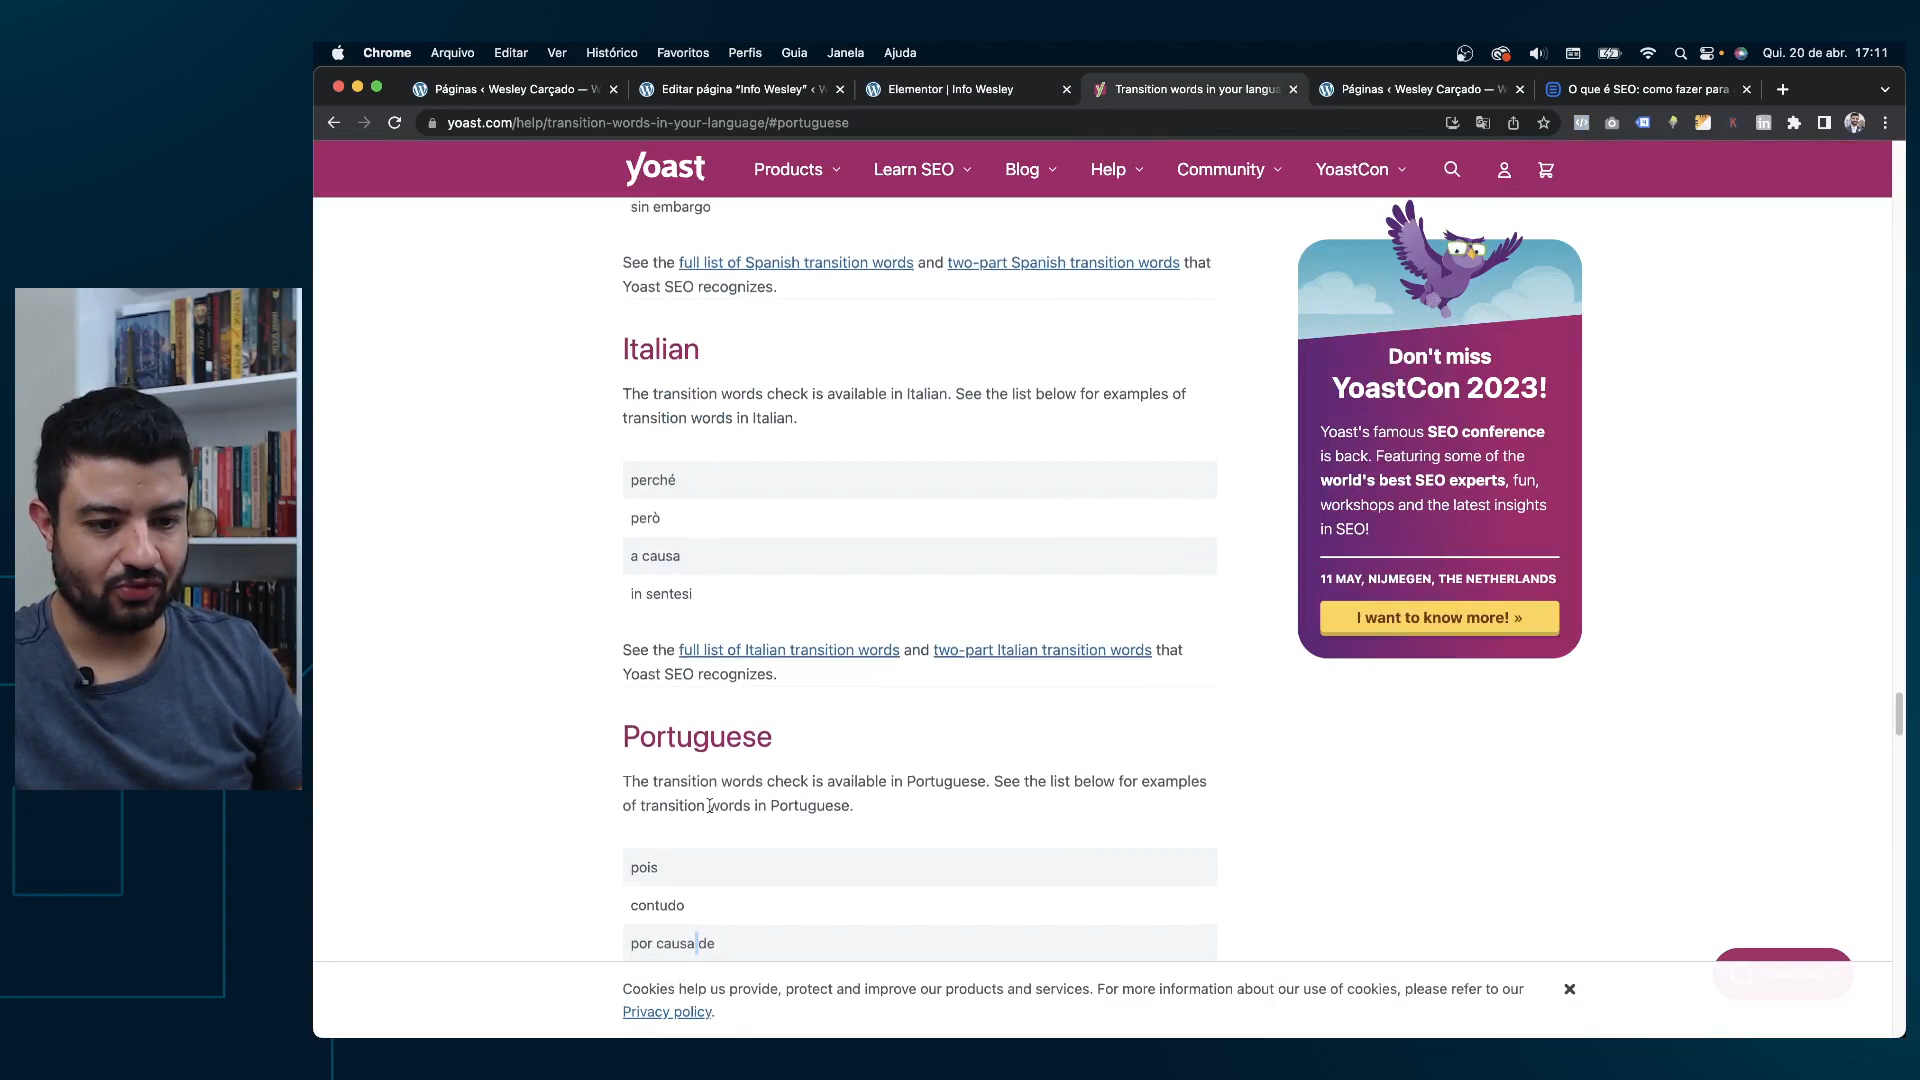 Chrome Arquivo Editar Ver Histórico Favoritos Perfis Guia Janela Ajuda
Qui. 20 de abr. 17:11
Páginas ‹ Wesley Carçado — W
Editar página “Info Wesley” ‹ W
Elementor | Info Wesley
Transition words in your langua
Páginas ‹ Wesley Carçado — W
O que é SEO: como fazer para
yoast.com/help/transition-words-in-your-language/#portuguese
yoast Products Learn SEO Blog Help Community YoastCon
sin embargo
See the full list of Spanish transition words and two-part Spanish transition words that
Yoast SEO recognizes.
Italian
The transition words check is available in Italian. See the list below for examples of
transition words in Italian.
perché
però
a causa
in sentesi
See the full list of Italian transition words and two-part Italian transition words that
Yoast SEO recognizes.
Portuguese
The transition words check is available in Portuguese. See the list below for examples
of transition words in Portuguese.
pois
contudo
por causa de
Don't miss
YoastCon 2023!
Yoast's famous SEO conference
is back. Featuring some of the
world's best SEO experts, fun,
workshops and the latest insights
in SEO!
11 MAY, NIJMEGEN, THE NETHERLANDS
I want to know more! »
Cookies help us provide, protect and improve our products and services. For more information about our use of cookies, please refer to our
Privacy policy.